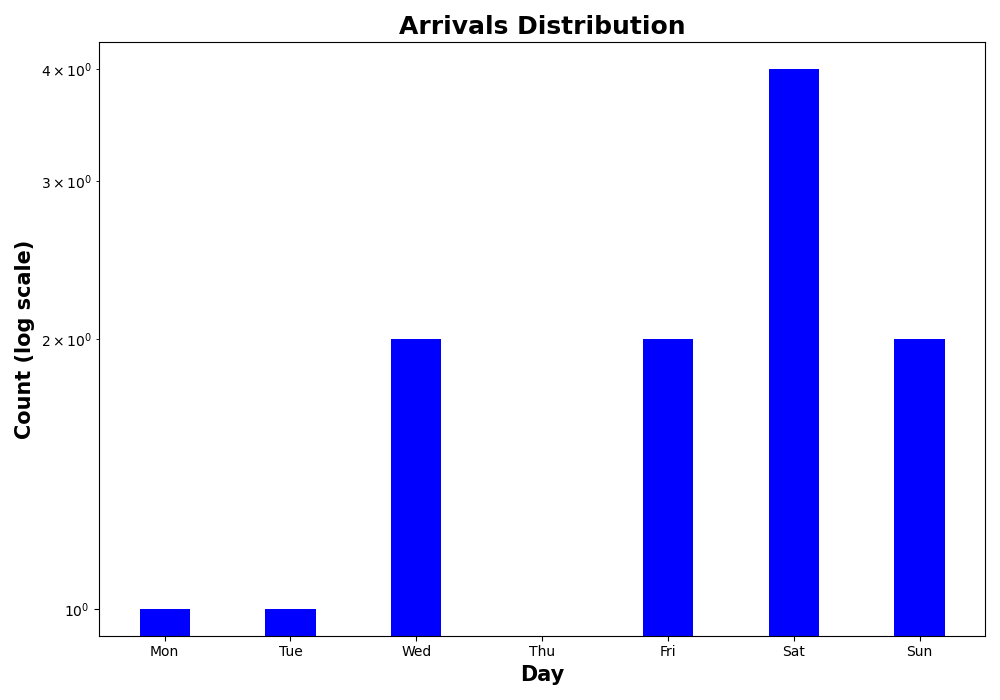 Arrivals Distribution
Count (log scale)
4 × 10⁰
3 × 10⁰
2 × 10⁰
10⁰
Mon Tue Wed Thu Fri Sat Sun
Day